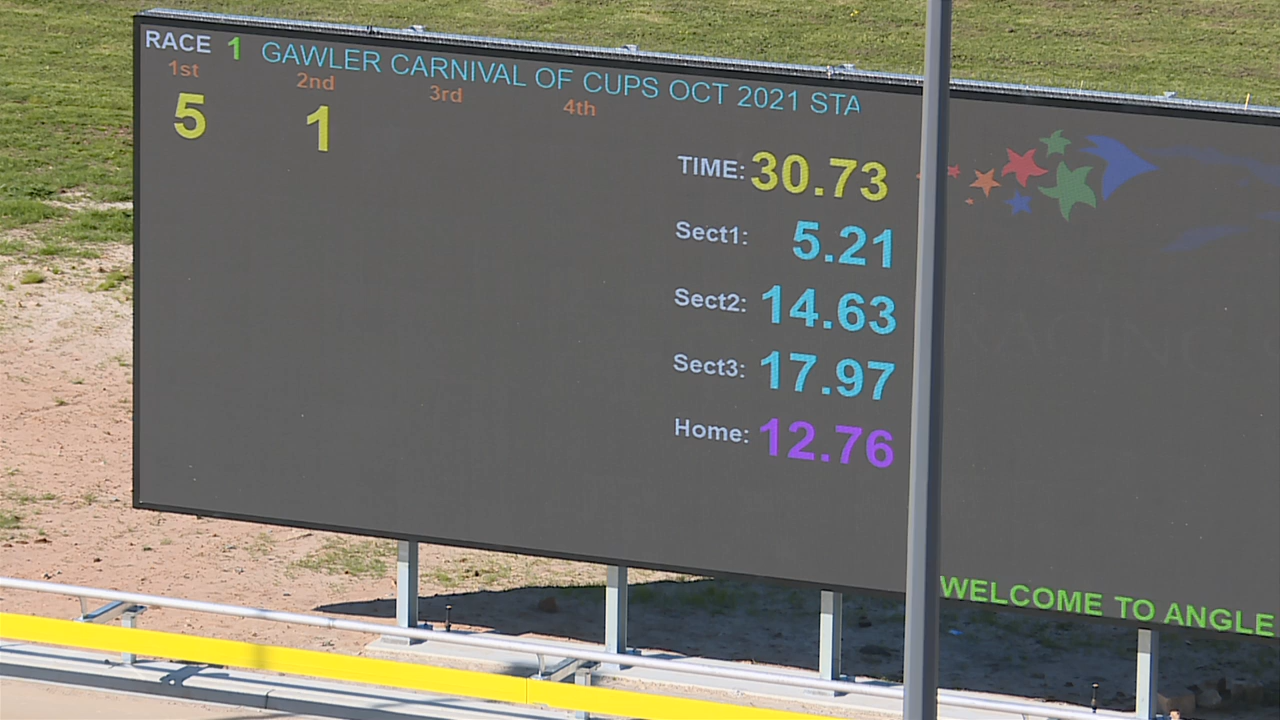 RACE 1 GAWLER CARNIVAL OF CUPS OCT 2021 STA
1st 2nd 3rd 4th
5 1
TIME: 30.73
Sect1: 5.21
Sect2: 14.63
Sect3: 17.97
Home: 12.76
WELCOME TO ANGLE